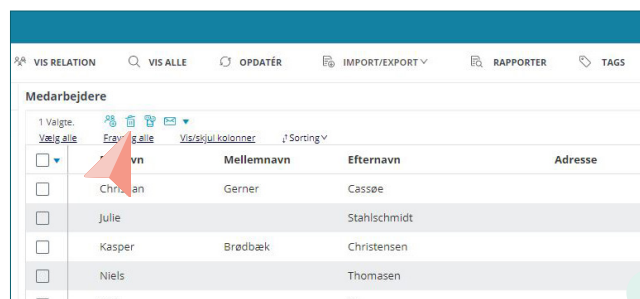 VIS RELATION VIS ALLE OPDATÉR IMPORT/EXPORT RAPPORTER TAGS
Medarbejdere
1 Valgte.
Vælg alle Fravælg alle Vis/skjul kolonner Sorting
Mellemnavn Efternavn Adresse
Christian Gerner Cassøe
Julie Stahlschmidt
Kasper Brødbæk Christensen
Niels Thomasen